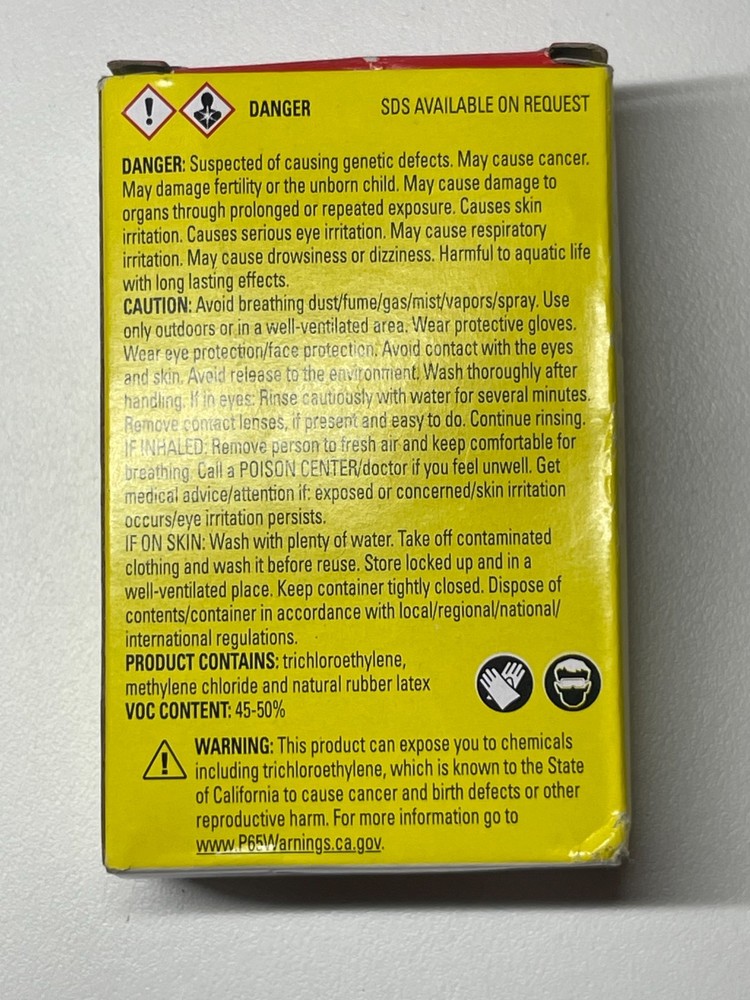 DANGER SDS AVAILABLE ON REQUEST
DANGER: Suspected of causing genetic defects. May cause cancer.
May damage fertility or the unborn child. May cause damage to
organs through prolonged or repeated exposure. Causes skin
irritation. Causes serious eye irritation. May cause respiratory
irritation. May cause drowsiness or dizziness. Harmful to aquatic life
with long lasting effects.
CAUTION: Avoid breathing dust/fume/gas/mist/vapors/spray. Use
only outdoors or in a well-ventilated area. Wear protective gloves.
Wear eye protection/face protection. Avoid contact with the eyes
and skin. Avoid release to the environment. Wash thoroughly after
handling. If in eyes: Rinse cautiously with water for several minutes.
Remove contact lenses, if present and easy to do. Continue rinsing.
IF INHALED: Remove person to fresh air and keep comfortable for
breathing. Call a POISON CENTER/doctor if you feel unwell. Get
medical advice/attention if: exposed or concerned/skin irritation
occurs/eye irritation persists.
IF ON SKIN: Wash with plenty of water. Take off contaminated
clothing and wash it before reuse. Store locked up and in a
well-ventilated place. Keep container tightly closed. Dispose of
contents/container in accordance with local/regional/national/
international regulations.
PRODUCT CONTAINS: trichloroethylene,
methylene chloride and natural rubber latex
VOC CONTENT: 45-50%
WARNING: This product can expose you to chemicals
including trichloroethylene, which is known to the State
of California to cause cancer and birth defects or other
reproductive harm. For more information go to
www.P65Warnings.ca.gov.